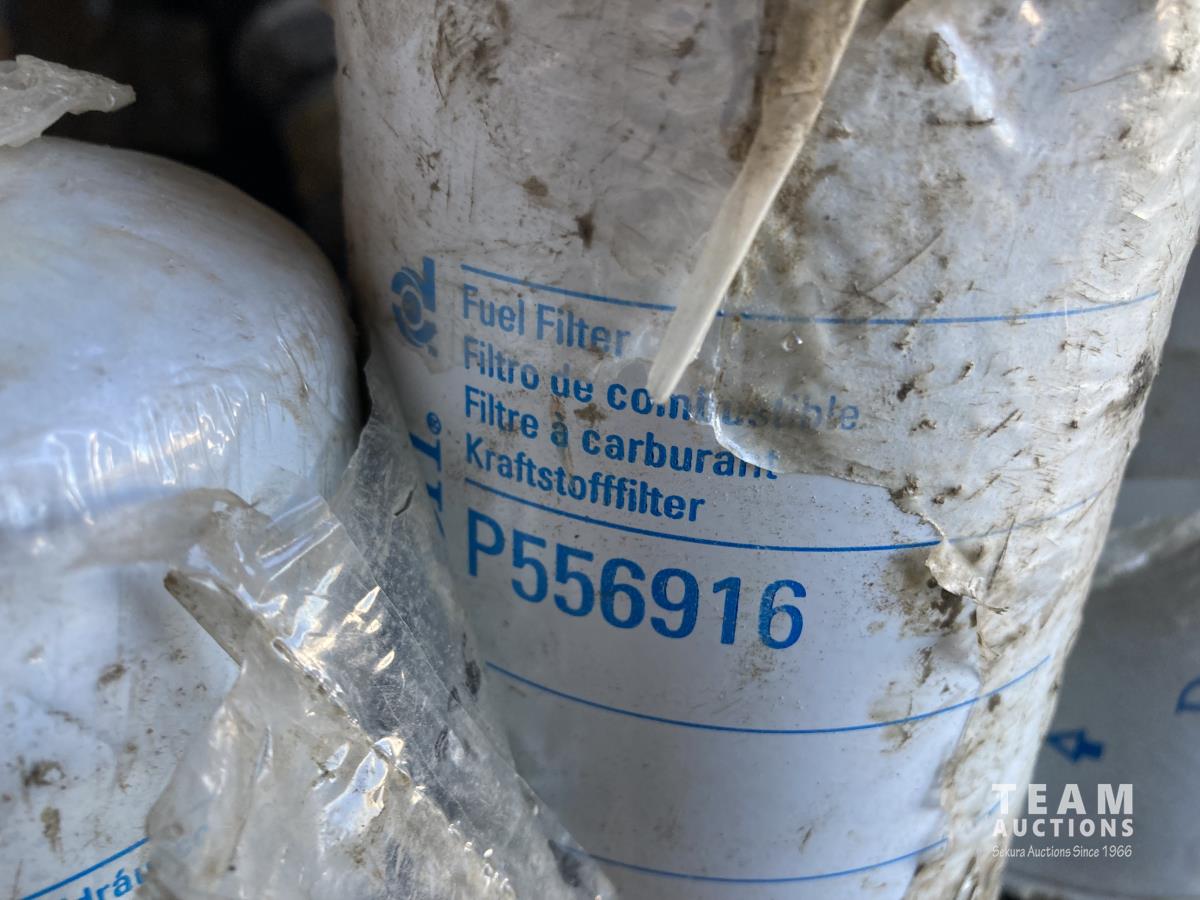 Fuel Filter
Filtro de combustible
Filtre à carburant
Kraftstofffilter
P556916
TEAM
AUCTIONS
Sekura Auctions Since 1966